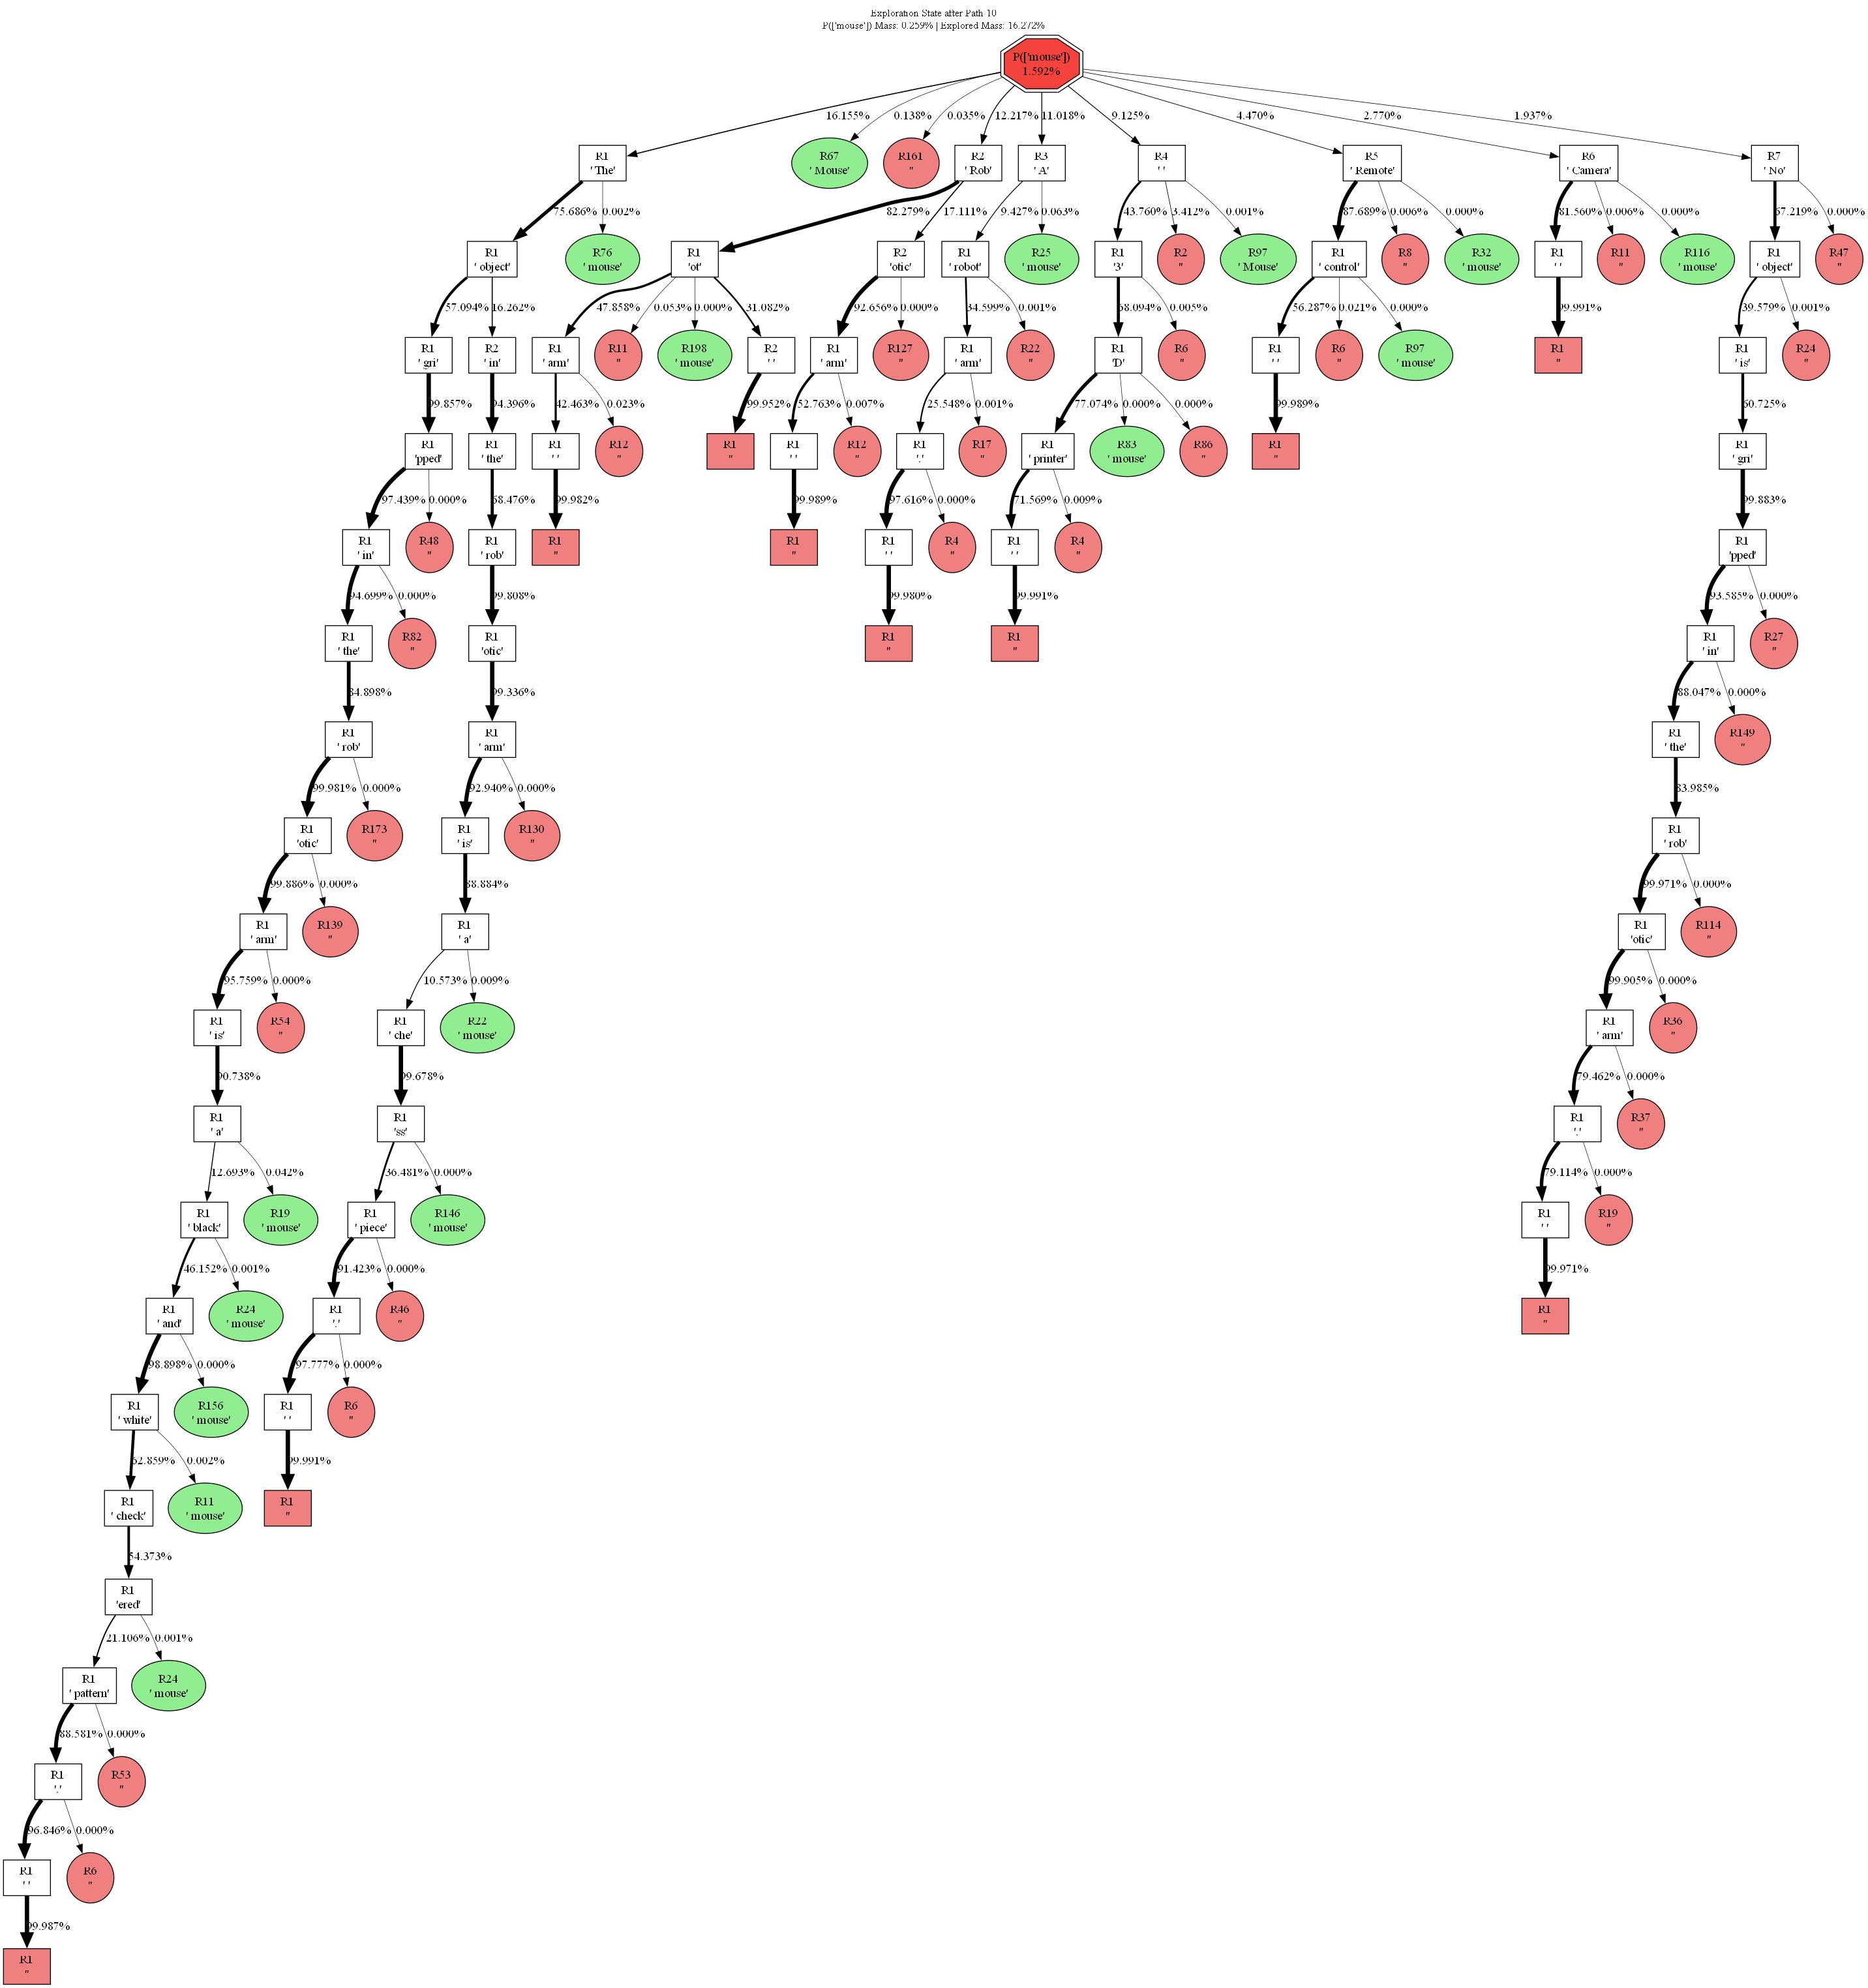 Exploration State after Path 10
P(['mouse']) Mass: 0.259% | Explored Mass: 16.272%
P(['mouse'])
1.592%
16.155% 0.138% 0.035% 12.217% 11.018% 9.125% 4.470% 2.770% 1.937%
R1 R67 R161 R2 R3 R4 R5 R6 R7
' The' ' Mouse' '' ' Rob' ' A' ' ' ' Remote' ' Camera' ' No'
75.686% 0.002% 82.279% 17.111% 9.427% 0.063% 43.760% 3.412% 0.001% 87.689% 0.006% 0.000% 81.560% 0.006% 0.000% 57.219% 0.000%
R1 R76 R1 R2 R1 R25 R1 R2 R97 R1 R8 R32 R1 R11 R116 R1 R47
' object' ' mouse' 'ot' 'otic' ' robot' ' mouse' '3' '' ' Mouse' ' control' '' ' mouse' ' ' '' ' mouse' ' object' ''
57.094% 16.262% 47.858% 0.053% 0.000% 31.082% 92.656% 0.000% 34.599% 0.001% 68.094% 0.005% 56.287% 0.021% 0.000% 99.991% 39.579% 0.001%
R1 R2 R1 R11 R198 R2 R1 R127 R1 R22 R1 R6 R1 R6 R97 R1 R1 R24
' gri' ' in' ' arm' '' ' mouse' ' ' ' arm' '' ' arm' '' 'D' '' ' ' '' ' mouse' '' ' is' ''
99.857% 94.396% 42.463% 0.023% 99.952% 52.763% 0.007% 25.548% 0.001% 77.074% 0.000% 0.000% 99.989% 60.725%
R1 R1 R1 R12 R1 R1 R12 R1 R17 R1 R83 R86 R1 R1
'pped' ' the' ' ' '' '' ' ' '' '.' '' ' printer' ' mouse' '' '' ' gri'
97.439% 0.000% 68.476% 99.982% 99.989% 97.616% 0.000% 71.569% 0.009% 99.883%
R1 R48 R1 R1 R1 R1 R4 R1 R4 R1
' in' '' ' rob' '' '' ' ' '' ' ' '' 'pped'
94.699% 0.000% 99.808% 99.980% 99.991% 93.585% 0.000%
R1 R82 R1 R1 R1 R1 R27
' the' '' 'otic' '' '' ' in' ''
84.898% 99.336% 88.047% 0.000%
R1 R1 R1 R149
' rob' ' arm' ' the' ''
99.981% 0.000% 92.940% 0.000% 83.985%
R1 R173 R1 R130 R1
'otic' '' ' is' '' ' rob'
99.886% 0.000% 88.884% 99.971% 0.000%
R1 R139 R1 R1 R114
' arm' '' ' a' 'otic' ''
95.759% 0.000% 10.573% 0.009% 99.905% 0.000%
R1 R54 R1 R22 R1 R36
' is' '' ' che' ' mouse' ' arm' ''
90.738% 99.678% 79.462% 0.000%
R1 R1 R1 R37
' a' 'ss' '.' ''
12.693% 0.042% 36.481% 0.000% 79.114% 0.000%
R1 R19 R1 R146 R1 R19
' black' ' mouse' ' piece' ' mouse' ' ' ''
46.152% 0.001% 91.423% 0.000% 99.971%
R1 R24 R1 R46 R1
' and' ' mouse' '.' '' ''
98.898% 0.000% 97.777% 0.000%
R1 R156 R1 R6
' white' ' mouse' ' ' ''
52.859% 0.002% 99.991%
R1 R11 R1
' check' ' mouse' ''
54.373%
R1
'ered'
21.106% 0.001%
R1 R24
' pattern' ' mouse'
88.581% 0.000%
R1 R53
'.' ''
96.846% 0.000%
R1 R6
' ' ''
99.987%
R1
''